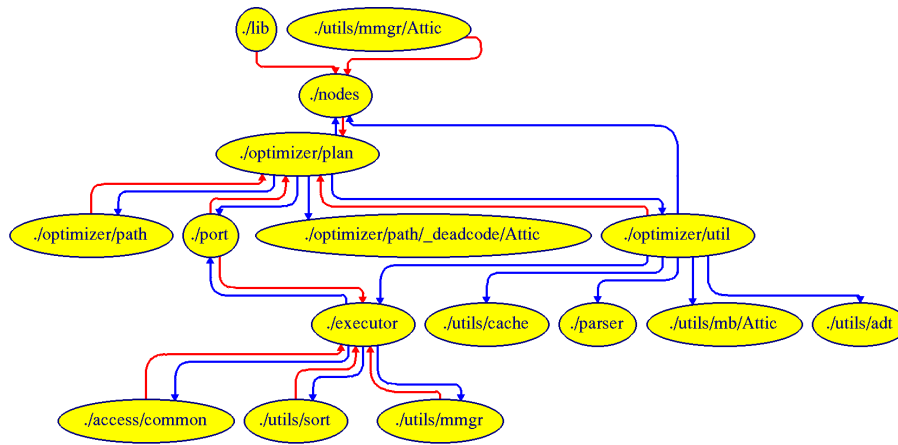 ./lib
./utils/mmgr/Attic
./nodes
./optimizer/plan
./optimizer/path
./port
./optimizer/path/_deadcode/Attic
./optimizer/util
./executor
./utils/cache
./parser
./utils/mb/Attic
./utils/adt
./access/common
./utils/sort
./utils/mmgr